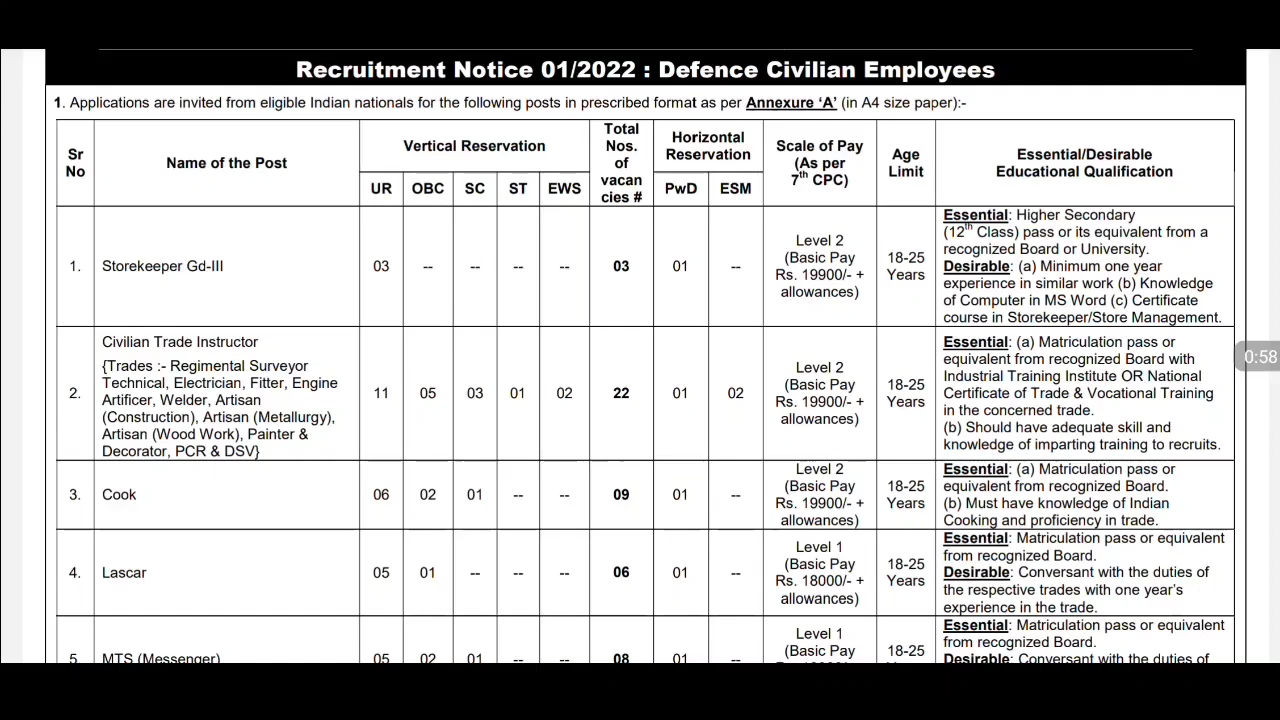 Recruitment Notice 01/2022 : Defence Civilian Employees
1. Applications are invited from eligible Indian nationals for the following posts in prescribed format as per Annexure ‘A’ (in A4 size paper):-
Sr No
Name of the Post
Vertical Reservation
UR OBC SC ST EWS
Total
Nos.
of
vacan
cies #
Horizontal
Reservation
PwD ESM
Scale of Pay
(As per
7th CPC)
Age
Limit
Essential/Desirable
Educational Qualification
1.
Storekeeper Gd-III
03 -- -- -- -- 03 01 --
Level 2
(Basic Pay
Rs. 19900/- +
allowances)
18-25
Years
Essential: Higher Secondary
(12th Class) pass or its equivalent from a
recognized Board or University.
Desirable: (a) Minimum one year
experience in similar work (b) Knowledge
of Computer in MS Word (c) Certificate
course in Storekeeper/Store Management.
2.
Civilian Trade Instructor
{Trades :- Regimental Surveyor
Technical, Electrician, Fitter, Engine
Artificer, Welder, Artisan
(Construction), Artisan (Metallurgy),
Artisan (Wood Work), Painter &
Decorator, PCR & DSV}
11 05 03 01 02 22 01 02
Level 2
(Basic Pay
Rs. 19900/- +
allowances)
18-25
Years
Essential: (a) Matriculation pass or
equivalent from recognized Board with
Industrial Training Institute OR National
Certificate of Trade & Vocational Training
in the concerned trade.
(b) Should have adequate skill and
knowledge of imparting training to recruits.
3.
Cook
06 02 01 -- -- 09 01 --
Level 2
(Basic Pay
Rs. 19900/- +
allowances)
18-25
Years
Essential: (a) Matriculation pass or
equivalent from recognized Board.
(b) Must have knowledge of Indian
Cooking and proficiency in trade.
4.
Lascar
05 01 -- -- -- 06 01 --
Level 1
(Basic Pay
Rs. 18000/- +
allowances)
18-25
Years
Essential: Matriculation pass or equivalent
from recognized Board.
Desirable: Conversant with the duties of
the respective trades with one year’s
experience in the trade.
5.
MTS (Messenger)
05 02 01 -- -- 08 01 --
Level 1
(Basic Pay
18-25
Essential: Matriculation pass or equivalent
from recognized Board.
Desirable: Conversant with the duties of
0:58